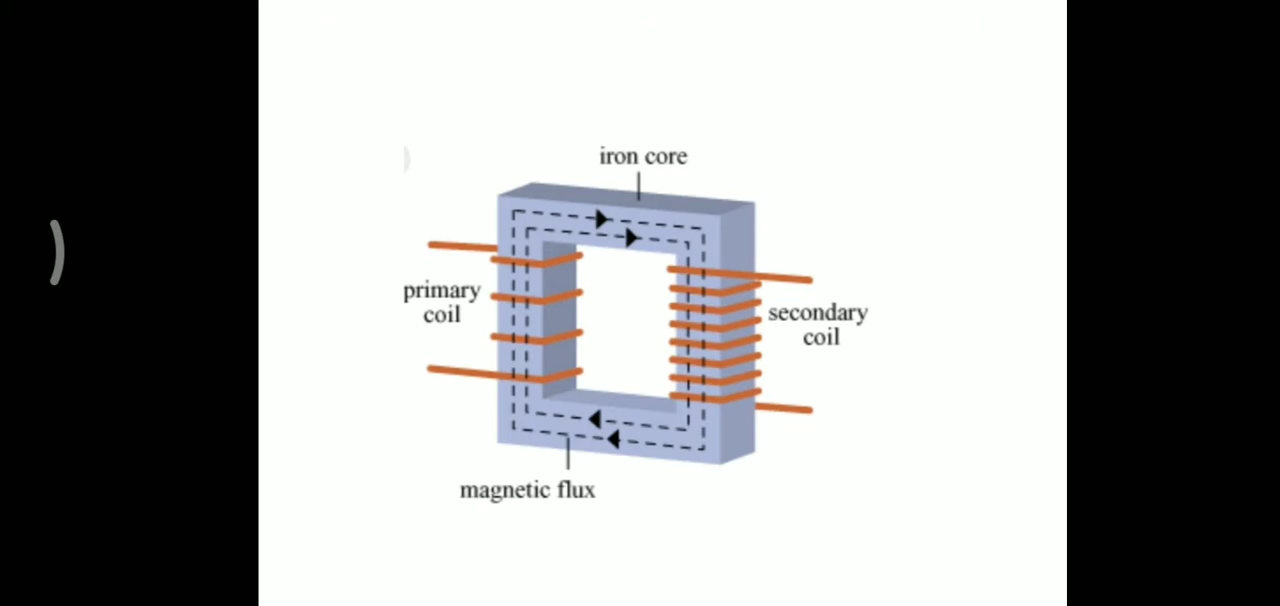 iron core
primary
coil
secondary
coil
magnetic flux